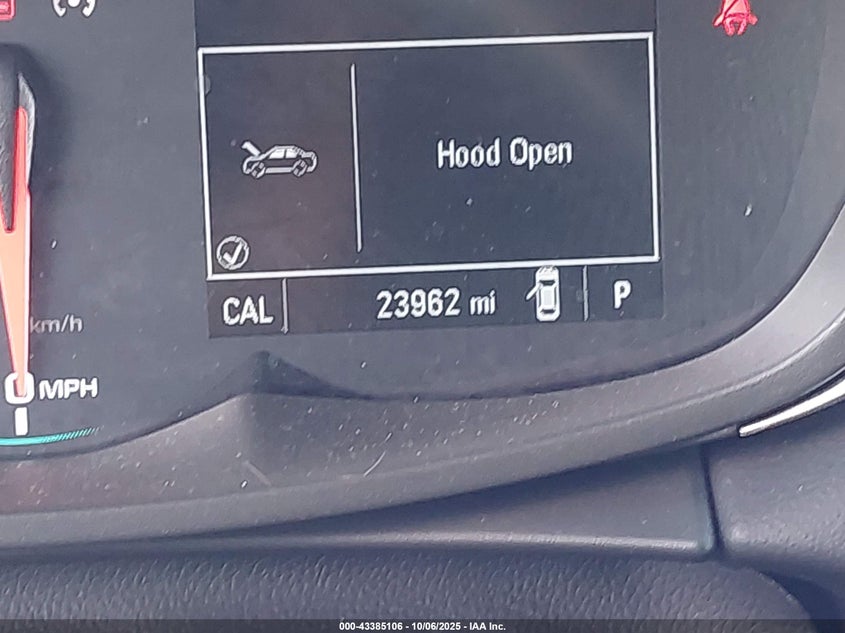 Hood Open
CAL 23962 mi P
km/h
0 MPH
000-43385106 - 10/06/2025 - IAA Inc.